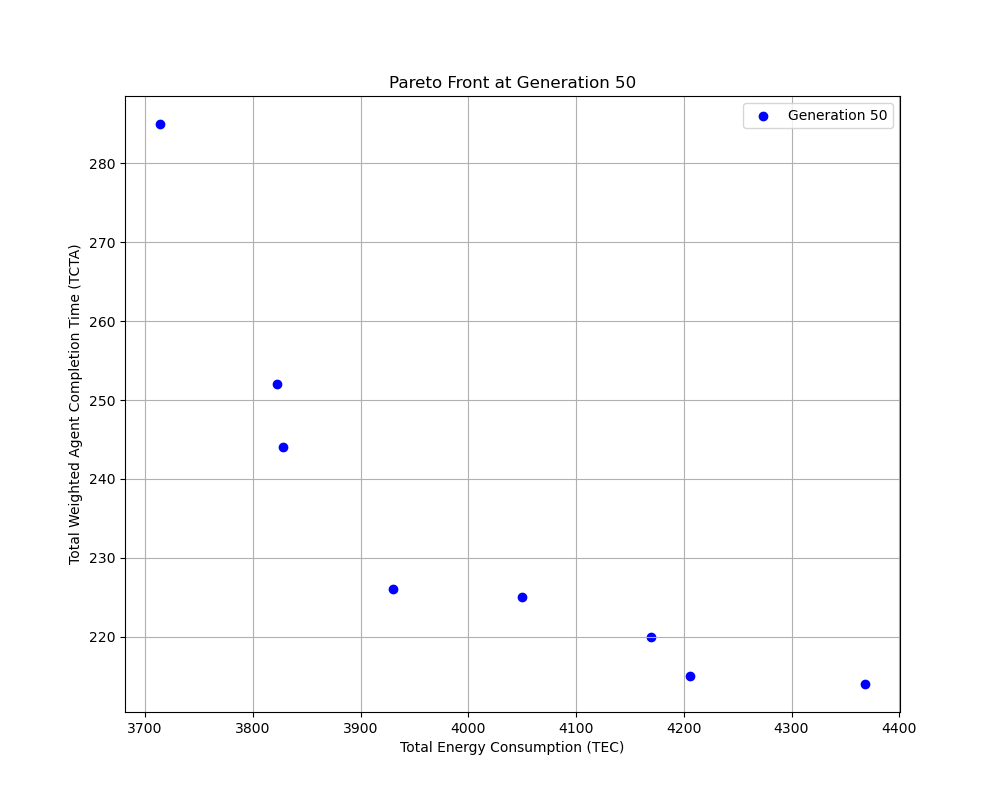 Pareto Front at Generation 50
Generation 50
Total Weighted Agent Completion Time (TCTA)
280
270
260
250
240
230
220
3700 3800 3900 4000 4100 4200 4300 4400
Total Energy Consumption (TEC)